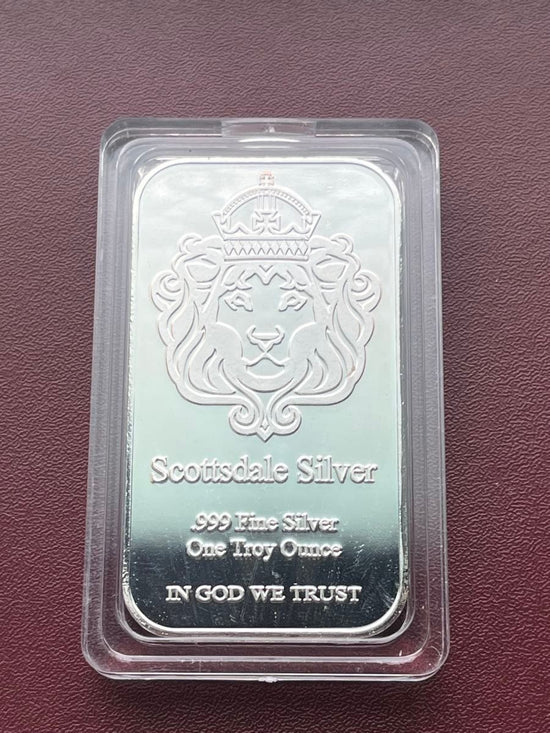 Scottsdale Silver
.999 Fine Silver
One Troy Ounce
IN GOD WE TRUST